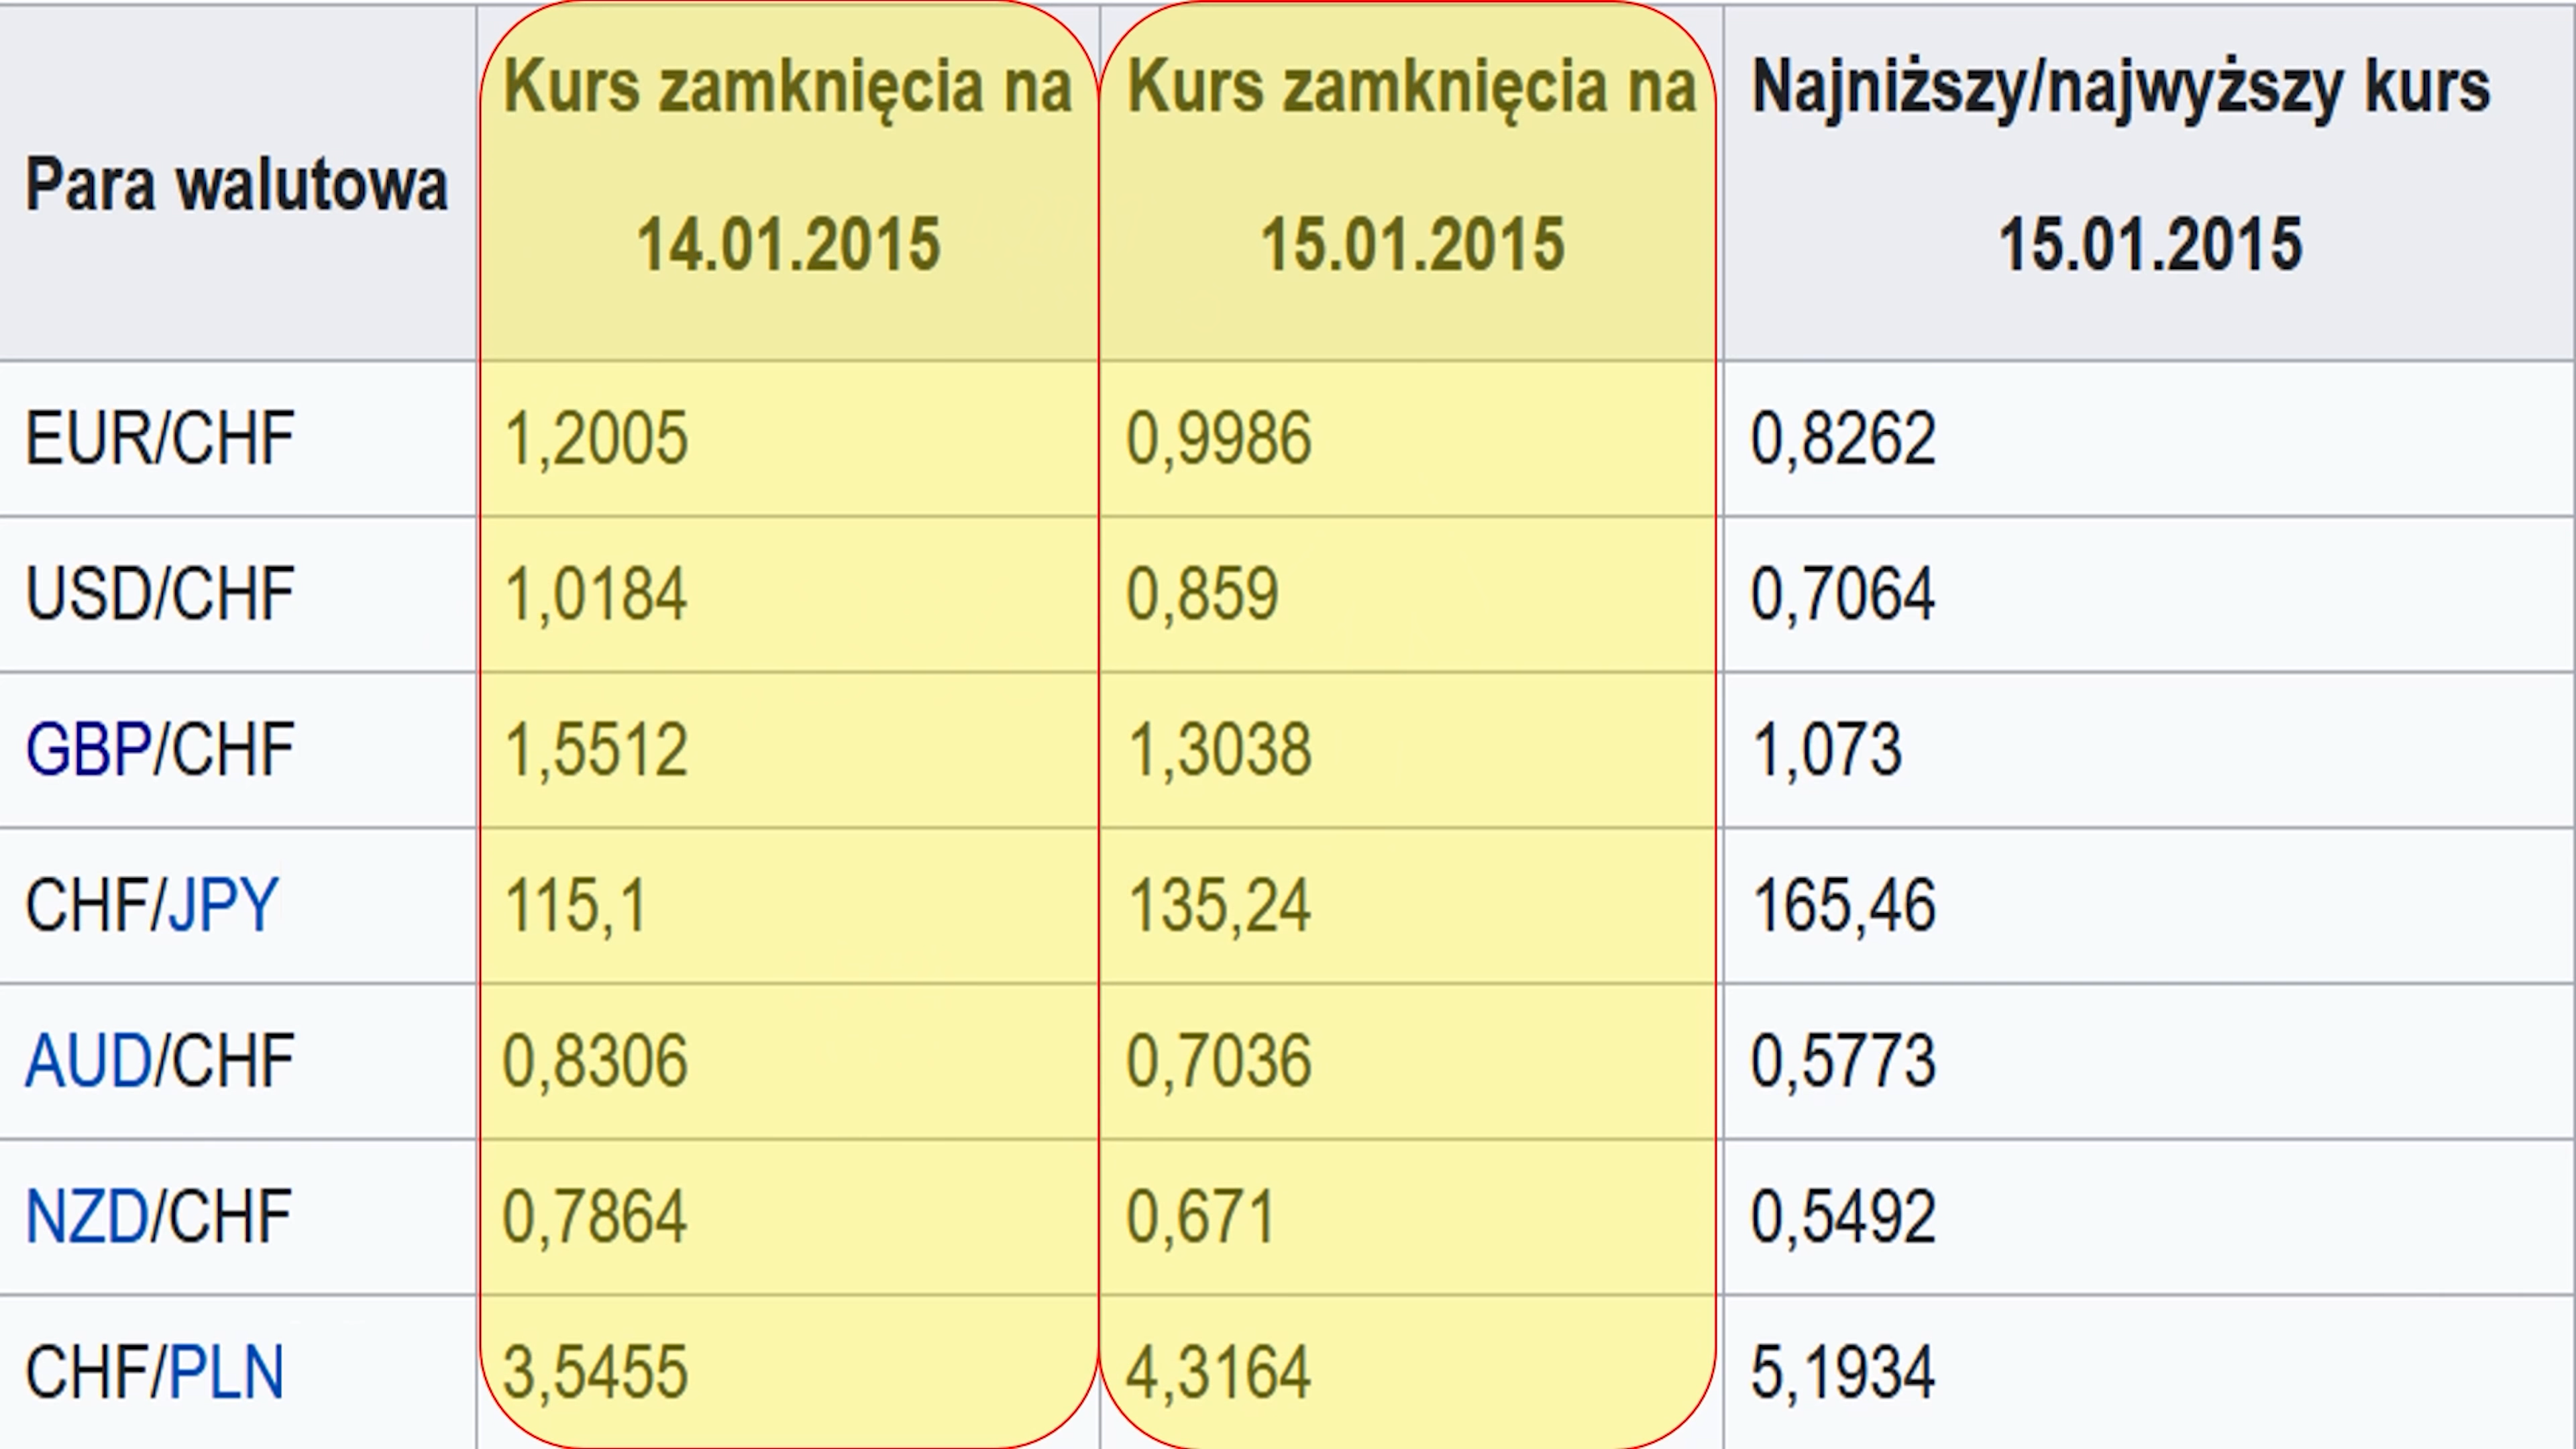 Para walutowa
Kurs zamknięcia na
14.01.2015
Kurs zamknięcia na
15.01.2015
Najniższy/najwyższy kurs
15.01.2015
EUR/CHF 1,2005 0,9986 0,8262
USD/CHF 1,0184 0,859 0,7064
GBP/CHF 1,5512 1,3038 1,073
CHF/JPY 115,1 135,24 165,46
AUD/CHF 0,8306 0,7036 0,5773
NZD/CHF 0,7864 0,671 0,5492
CHF/PLN 3,5455 4,3164 5,1934